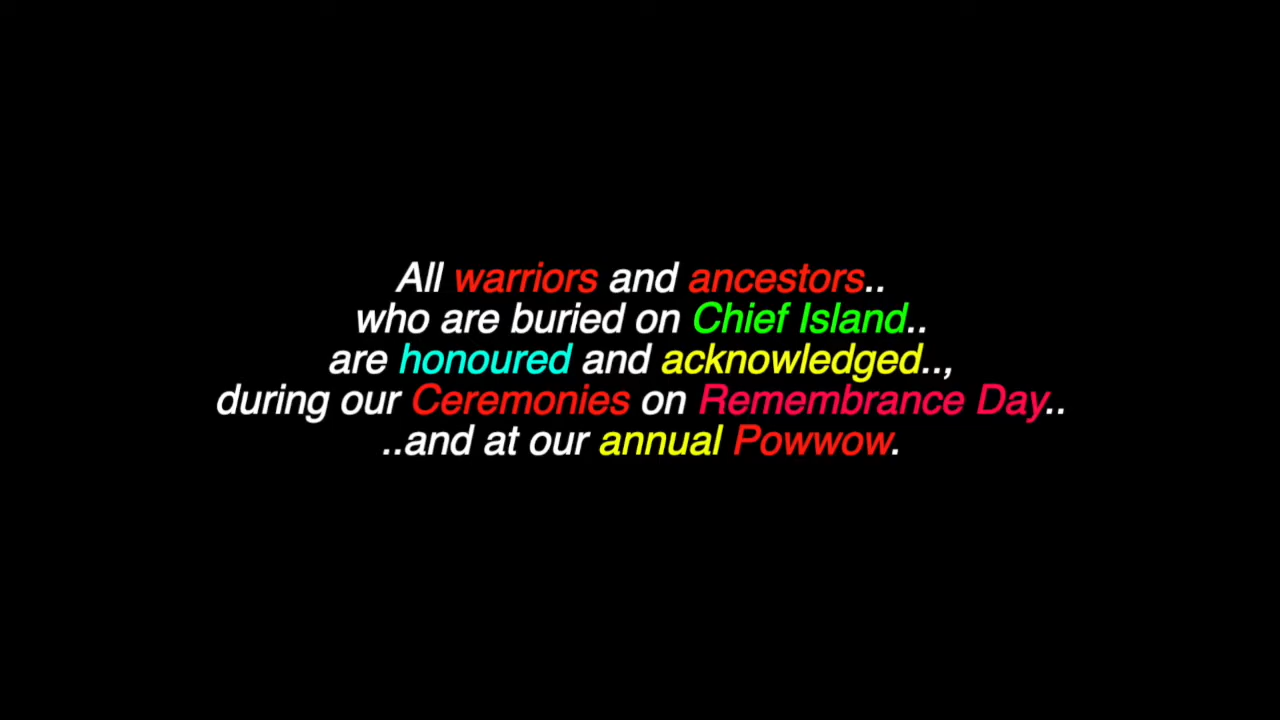 All warriors and ancestors..
who are buried on Chief Island..
are honoured and acknowledged..,
during our Ceremonies on Remembrance Day..
..and at our annual Powwow.